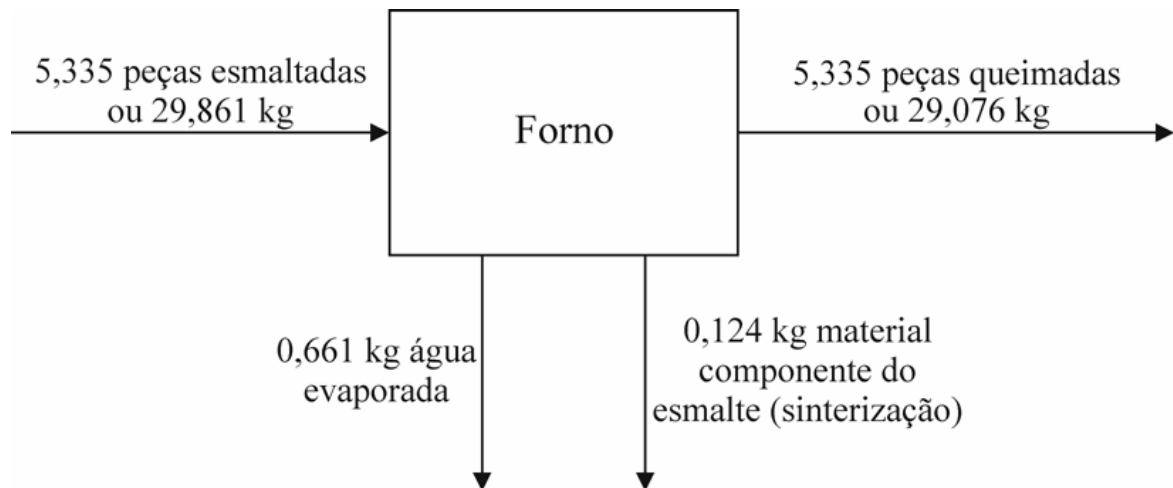 5,335 peças esmaltadas
ou 29,861 kg
Forno
5,335 peças queimadas
ou 29,076 kg
0,661 kg água
evaporada
0,124 kg material
componente do
esmalte (sinterização)